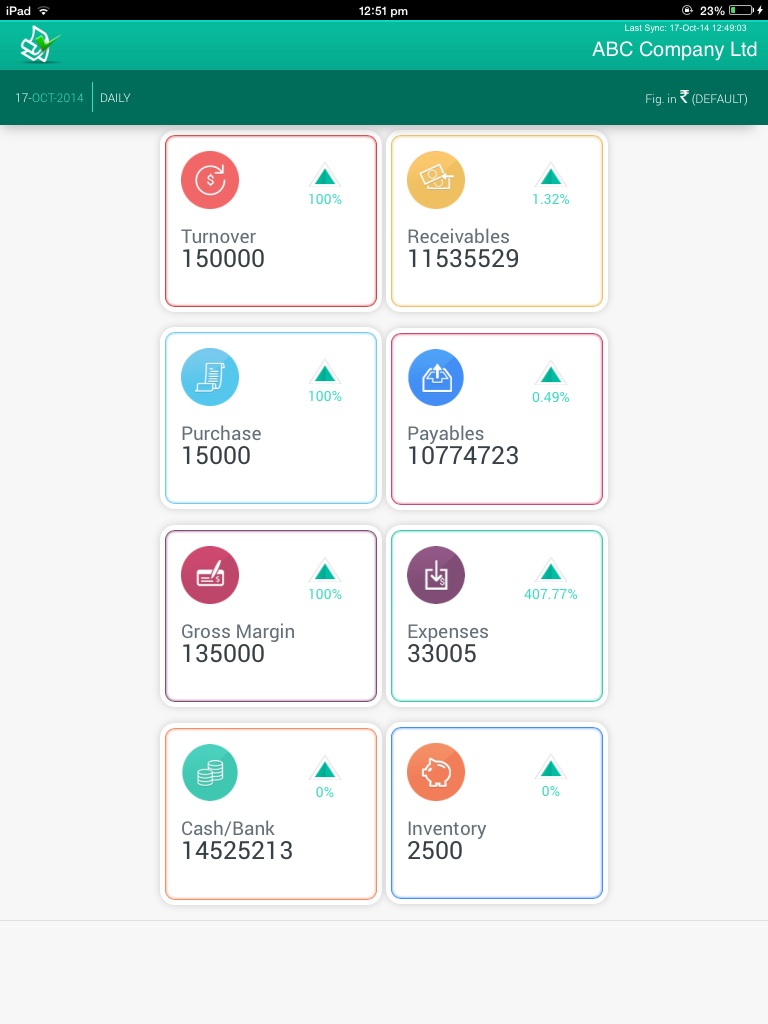 iPad 12:51 pm 23%
Last Sync: 17-Oct-14 12:49:03
ABC Company Ltd
17-OCT-2014 DAILY Fig. in ₹ (DEFAULT)
100%
Turnover
150000
1.32%
Receivables
11535529
100%
Purchase
15000
0.49%
Payables
10774723
100%
Gross Margin
135000
407.77%
Expenses
33005
0%
Cash/Bank
14525213
0%
Inventory
2500